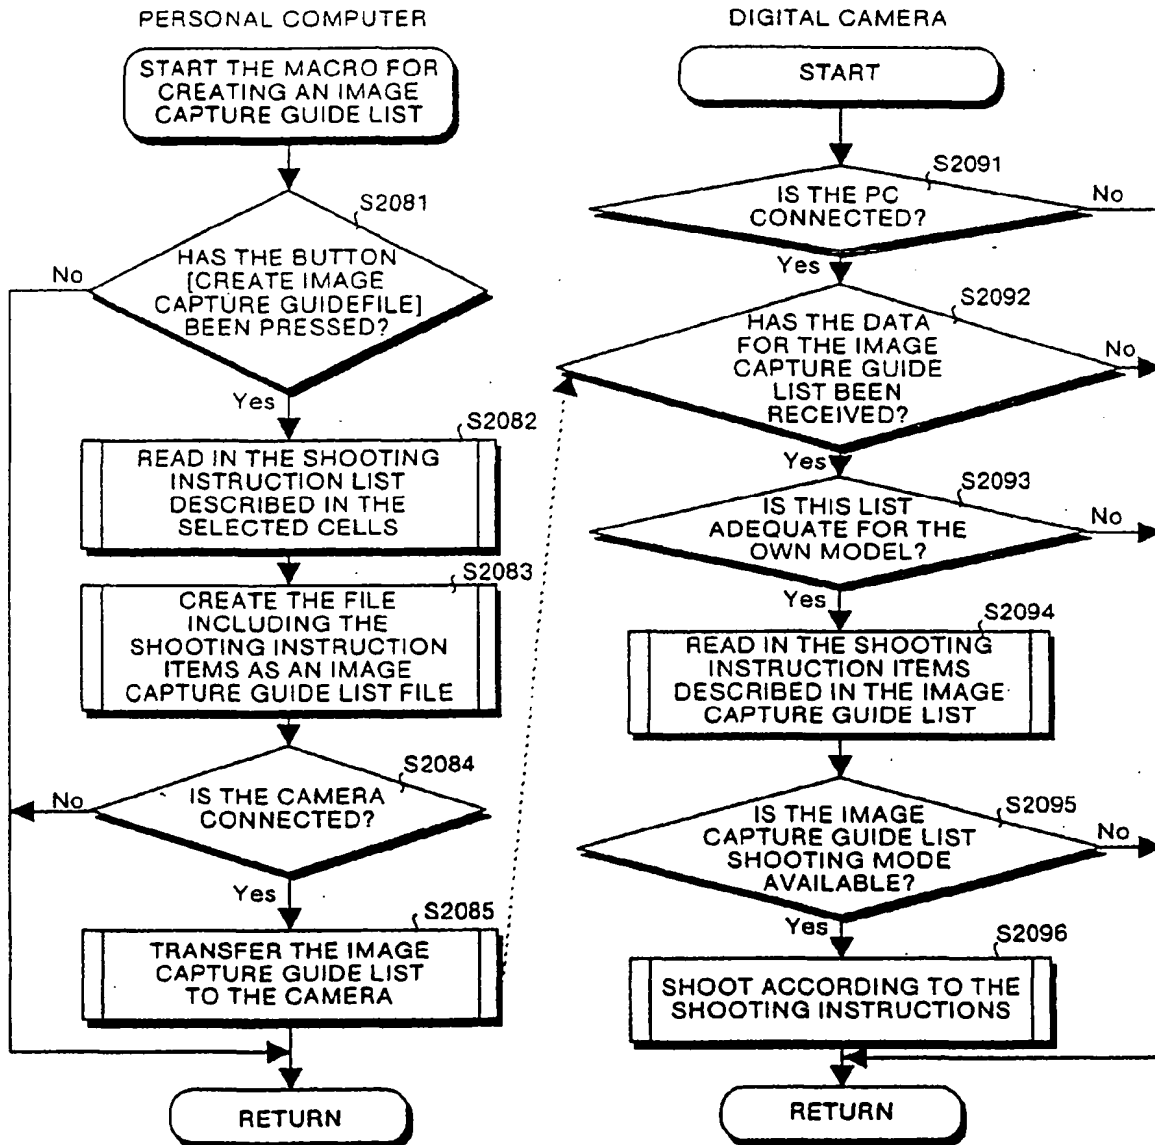 PERSONAL COMPUTER
START THE MACRO FOR
CREATING AN IMAGE
CAPTURE GUIDE LIST
S2081
HAS THE BUTTON
[CREATE IMAGE
CAPTURE GUIDEFILE]
BEEN PRESSED?
No
Yes
S2082
READ IN THE SHOOTING
INSTRUCTION LIST
DESCRIBED IN THE
SELECTED CELLS
S2083
CREATE THE FILE
INCLUDING THE
SHOOTING INSTRUCTION
ITEMS AS AN IMAGE
CAPTURE GUIDE LIST FILE
S2084
No
IS THE CAMERA
CONNECTED?
Yes
S2085
TRANSFER THE IMAGE
CAPTURE GUIDE LIST
TO THE CAMERA
RETURN
DIGITAL CAMERA
START
S2091
IS THE PC
CONNECTED?
No
Yes
S2092
HAS THE DATA
FOR THE IMAGE
CAPTURE GUIDE
LIST BEEN
RECEIVED?
No
Yes
S2093
IS THIS LIST
ADEQUATE FOR THE
OWN MODEL?
No
Yes
S2094
READ IN THE SHOOTING
INSTRUCTION ITEMS
DESCRIBED IN THE IMAGE
CAPTURE GUIDE LIST
S2095
IS THE IMAGE
CAPTURE GUIDE LIST
SHOOTING MODE
AVAILABLE?
No
Yes
S2096
SHOOT ACCORDING TO THE
SHOOTING INSTRUCTIONS
RETURN